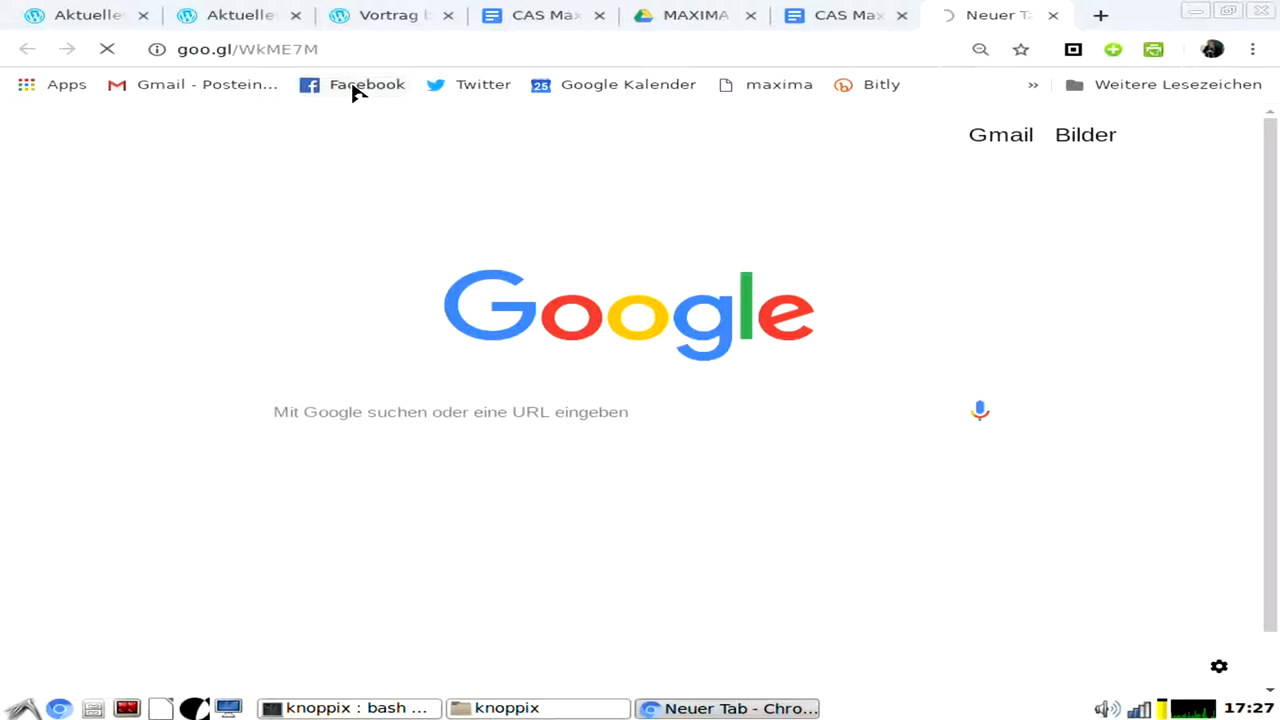 Aktuelle Aktuelle Vortrag b CAS Max MAXIMA CAS Max Neuer Ta
goo.gl/WkME7M
Apps Gmail - Postein... Facebook Twitter 25 Google Kalender maxima Bitly » Weitere Lesezeichen
Gmail Bilder
Google
Mit Google suchen oder eine URL eingeben
knoppix : bash ... knoppix Neuer Tab - Chro... 17:27